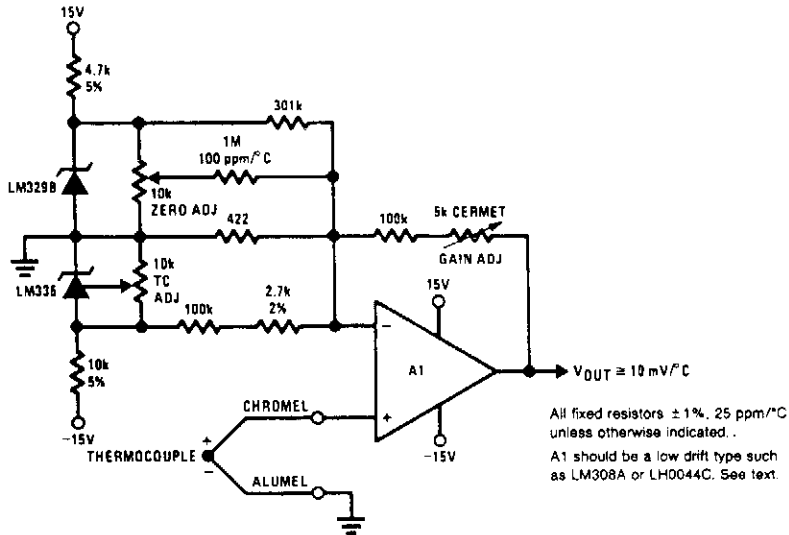 15V
4.7k
5%
301k
1M
100 ppm/°C
LM329B
10k
ZERO ADJ
422
100k
5k CERMET
GAIN ADJ
10k
TC
ADJ
LM335
100k
2.7k
2%
15V
10k
5%
-15V
−
A1
+
-15V
VOUT ≅ 10 mV/°C
CHROMEL
+
THERMOCOUPLE
−
ALUMEL
All fixed resistors ±1%, 25 ppm/°C
unless otherwise indicated..
A1 should be a low drift type such
as LM308A or LH0044C. See text.